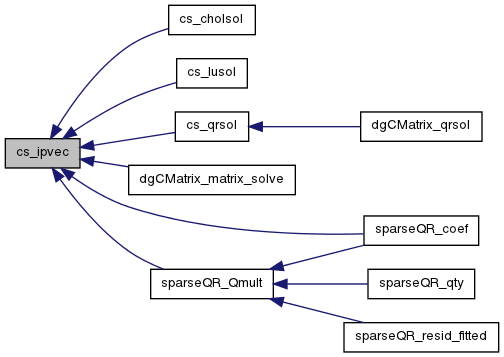 cs_cholsol
cs_lusol
cs_qrsol
dgCMatrix_qrsol
cs_ipvec
dgCMatrix_matrix_solve
sparseQR_coef
sparseQR_Qmult
sparseQR_qty
sparseQR_resid_fitted